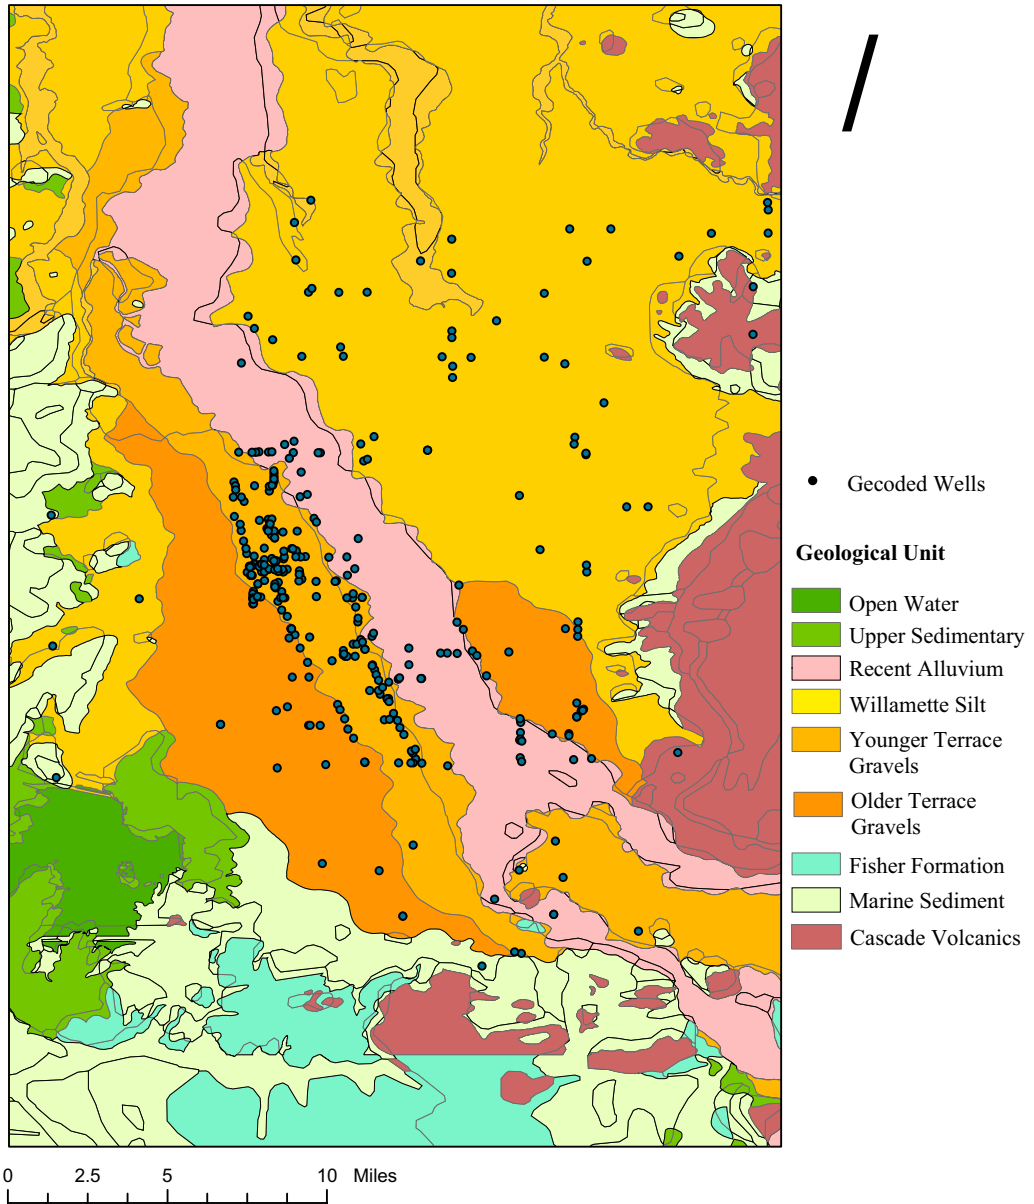 Gecoded Wells
Geological Unit
Open Water
Upper Sedimentary
Recent Alluvium
Willamette Silt
Younger Terrace
Gravels
Older Terrace
Gravels
Fisher Formation
Marine Sediment
Cascade Volcanics
0 2.5 5 10 Miles